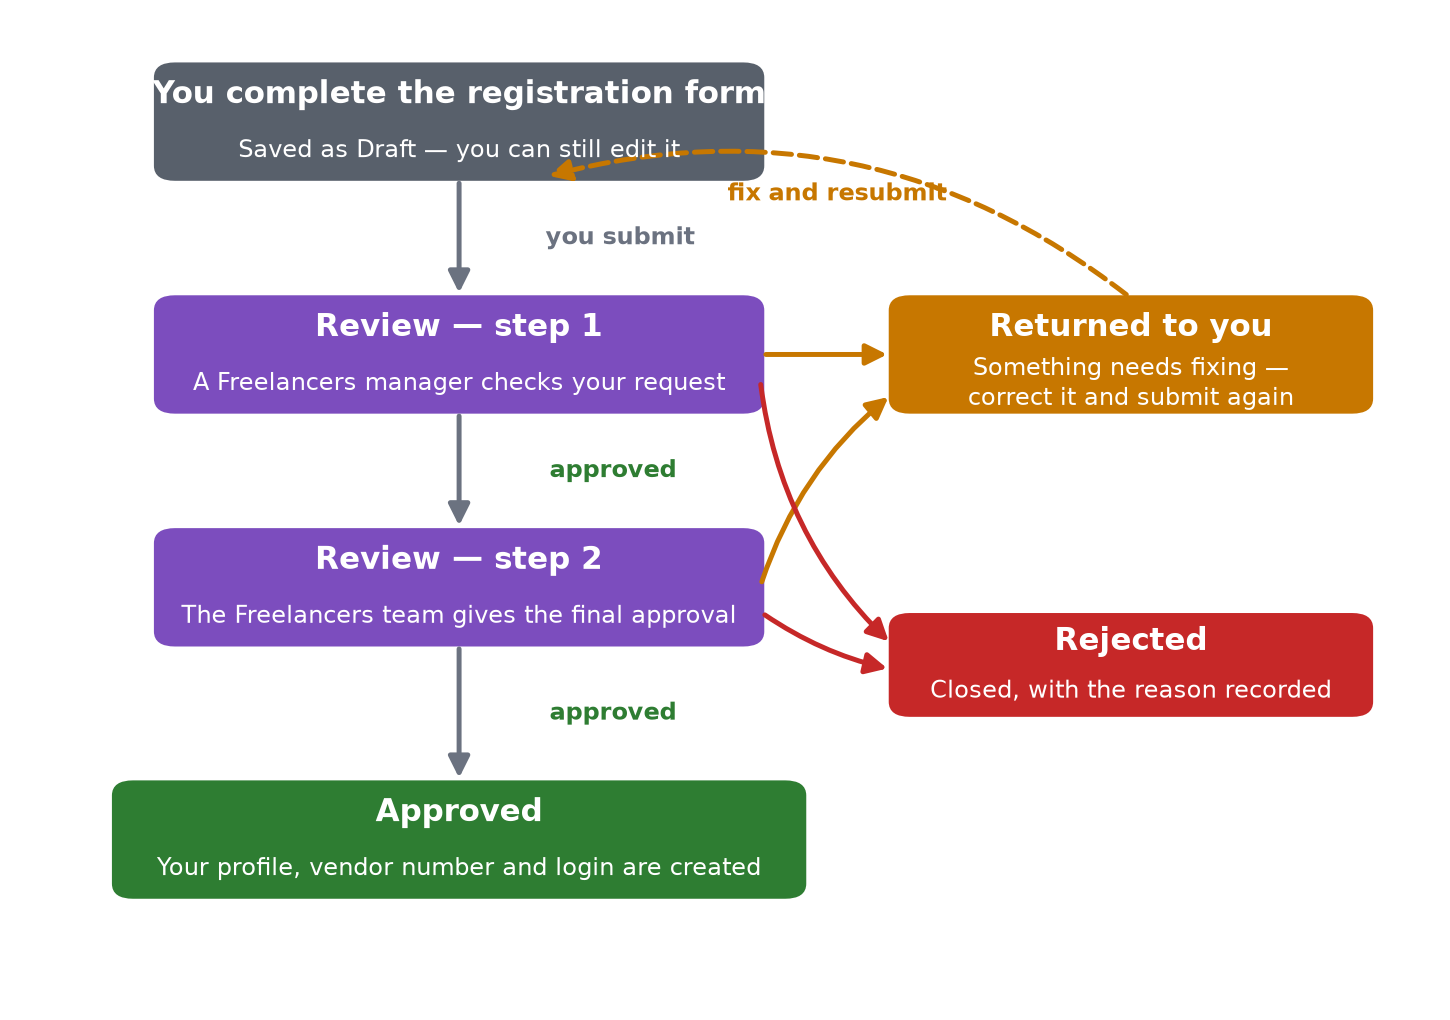 You complete the registration form
Saved as Draft — you can still edit it
fix and resubmit
you submit
Review — step 1
A Freelancers manager checks your request
Returned to you
Something needs fixing —
correct it and submit again
approved
Review — step 2
The Freelancers team gives the final approval
Rejected
Closed, with the reason recorded
approved
Approved
Your profile, vendor number and login are created